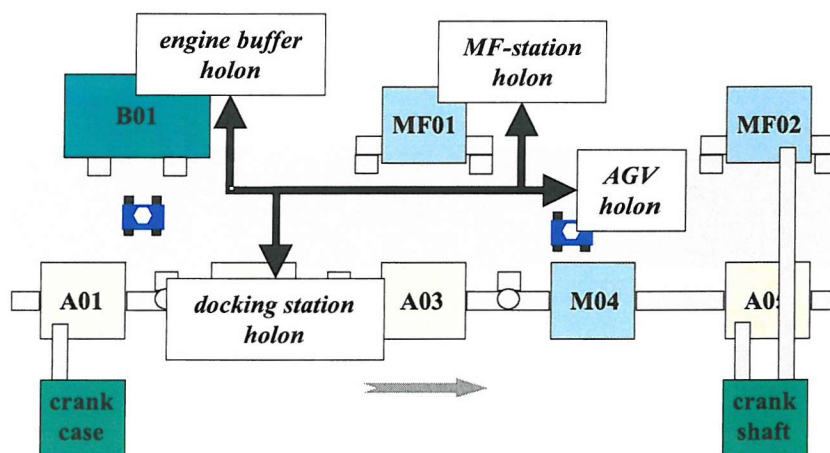 engine buffer
holon
MF-station
holon
B01
MF01
MF02
AGV
holon
A01
docking station
holon
A03
M04
A05
crank
case
crank
shaft